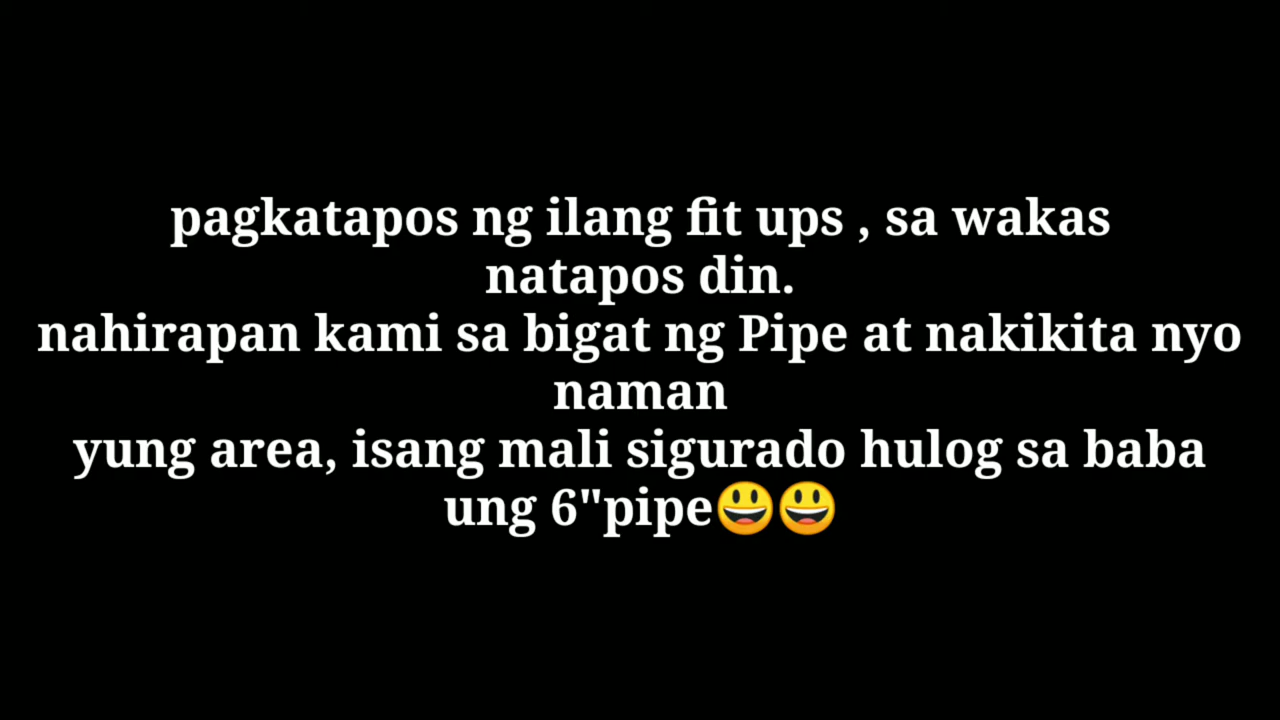 pagkatapos ng ilang fit ups , sa wakas
natapos din.
nahirapan kami sa bigat ng Pipe at nakikita nyo
naman
yung area, isang mali sigurado hulog sa baba
ung 6"pipe😃😃